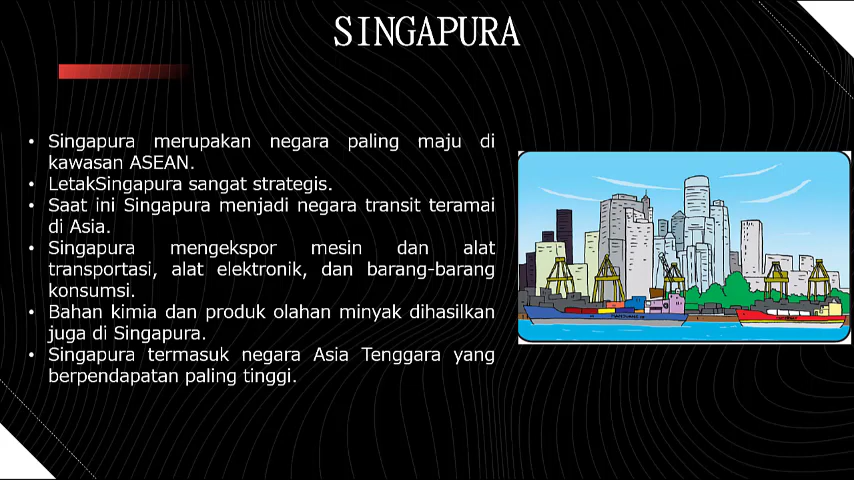 SINGAPURA
• Singapura merupakan negara paling maju di
kawasan ASEAN.
• LetakSingapura sangat strategis.
• Saat ini Singapura menjadi negara transit teramai
di Asia.
• Singapura mengekspor mesin dan alat
transportasi, alat elektronik, dan barang-barang
konsumsi.
• Bahan kimia dan produk olahan minyak dihasilkan
juga di Singapura.
• Singapura termasuk negara Asia Tenggara yang
berpendapatan paling tinggi.